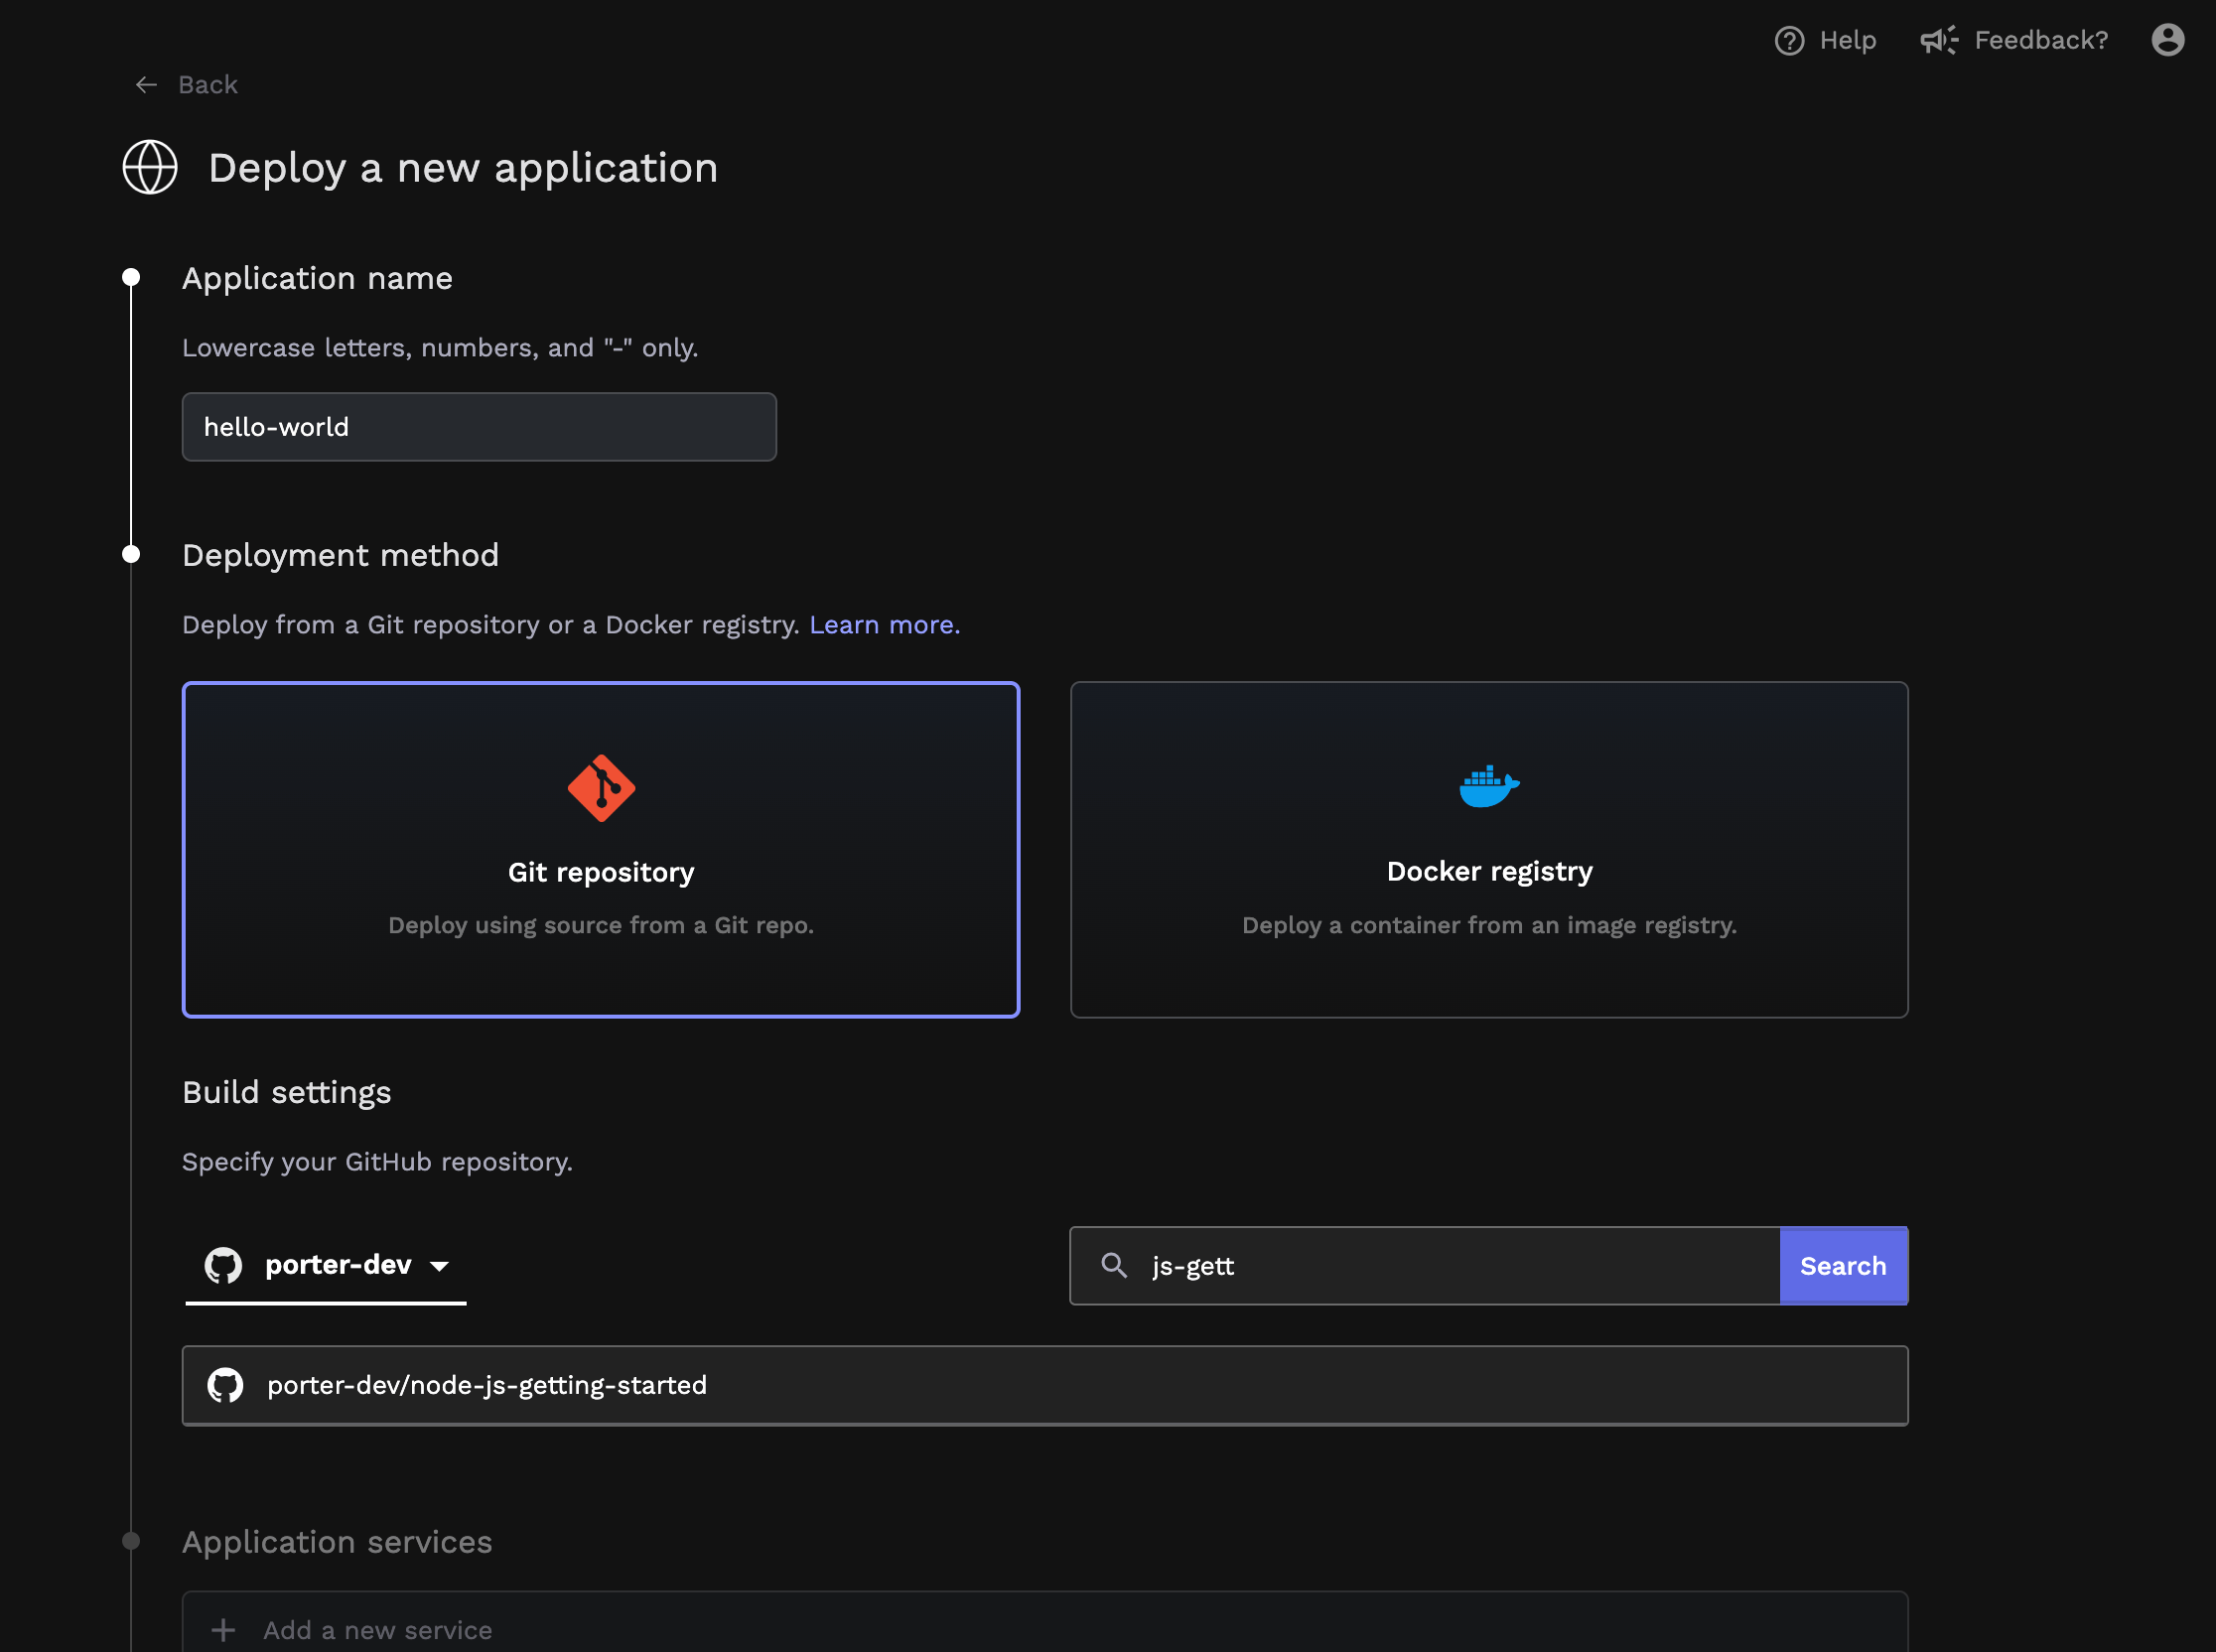 Help
Feedback?
Back
Deploy a new application
Application name
Lowercase letters, numbers, and "-" only.
hello-world
Deployment method
Deploy from a Git repository or a Docker registry. Learn more.
Git repository
Deploy using source from a Git repo.
Docker registry
Deploy a container from an image registry.
Build settings
Specify your GitHub repository.
porter-dev
js-gett
Search
porter-dev/node-js-getting-started
Application services
Add a new service